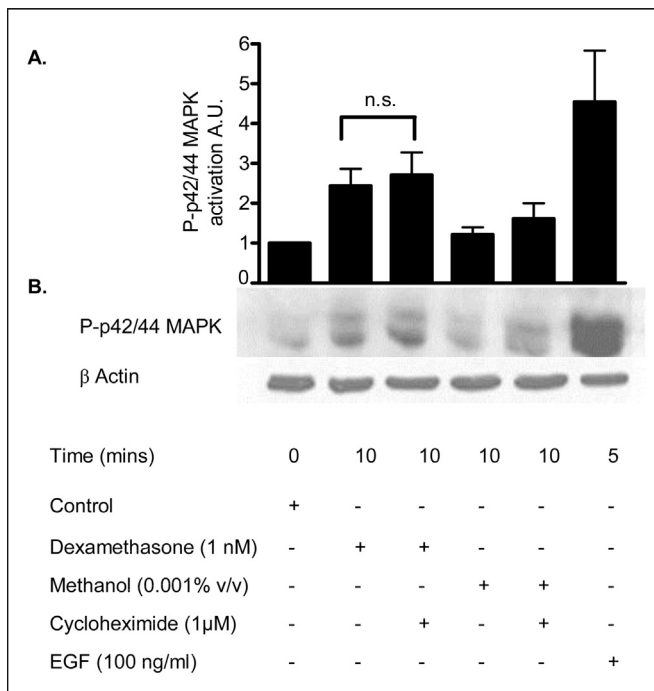 A.
P-p42/44 MAPK
activation A.U.
6
5
4
3
2
1
0
n.s.
B.
P-p42/44 MAPK
β Actin
Time (mins) 0 10 10 10 10 5
Control + - - - - -
Dexamethasone (1 nM) - + + - - -
Methanol (0.001% v/v) - - - + + -
Cycloheximide (1µM) - - + - + -
EGF (100 ng/ml) - - - - - +